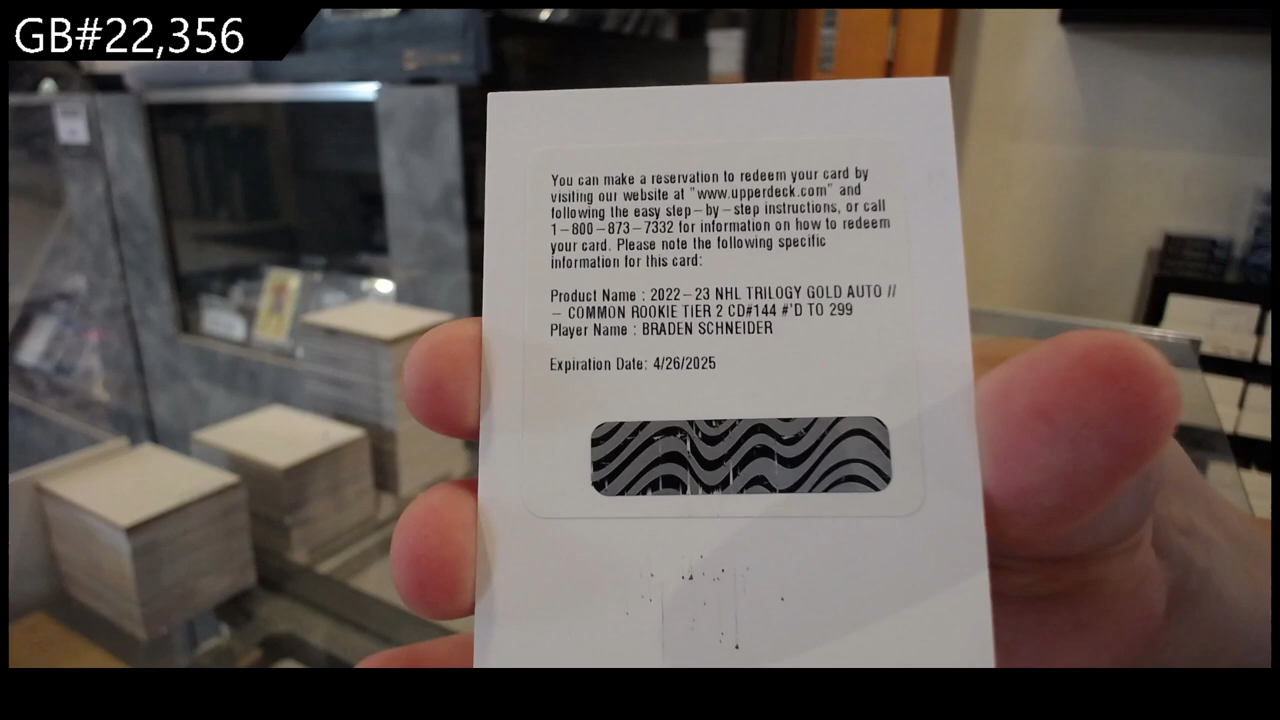 GB#22,356
You can make a reservation to redeem your card by
visiting our website at "www.upperdeck.com" and
following the easy step-by-step instructions, or call
1-800-873-7332 for information on how to redeem
your card. Please note the following specific
information for this card:
Product Name : 2022-23 NHL TRILOGY GOLD AUTO //
- COMMON ROOKIE TIER 2 CD#144 #'D TO 299
Player Name : BRADEN SCHNEIDER
Expiration Date: 4/26/2025